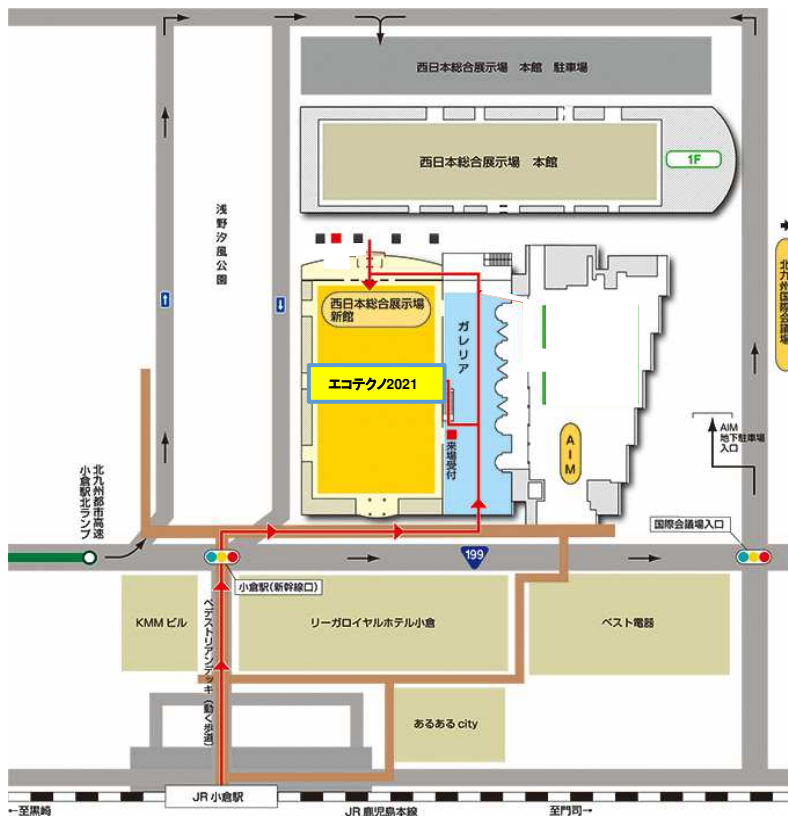 西日本総合展示場 本館 駐車場
西日本総合展示場 本館
1F
浅野汐風公園
北九州国際会議場
西日本総合展示場
新館
ガレリア
エコテクノ2021
来場受付
AIM
AIM
地下駐車場
入口
北九州都市高速
小倉駅北ランプ
国際会議場入口
199
小倉駅(新幹線口)
KMMビル
ペデストリアンデッキ(動く歩道)
リーガロイヤルホテル小倉
ベスト電器
あるあるcity
JR 小倉駅
←至黒崎
JR 鹿児島本線
至門司→